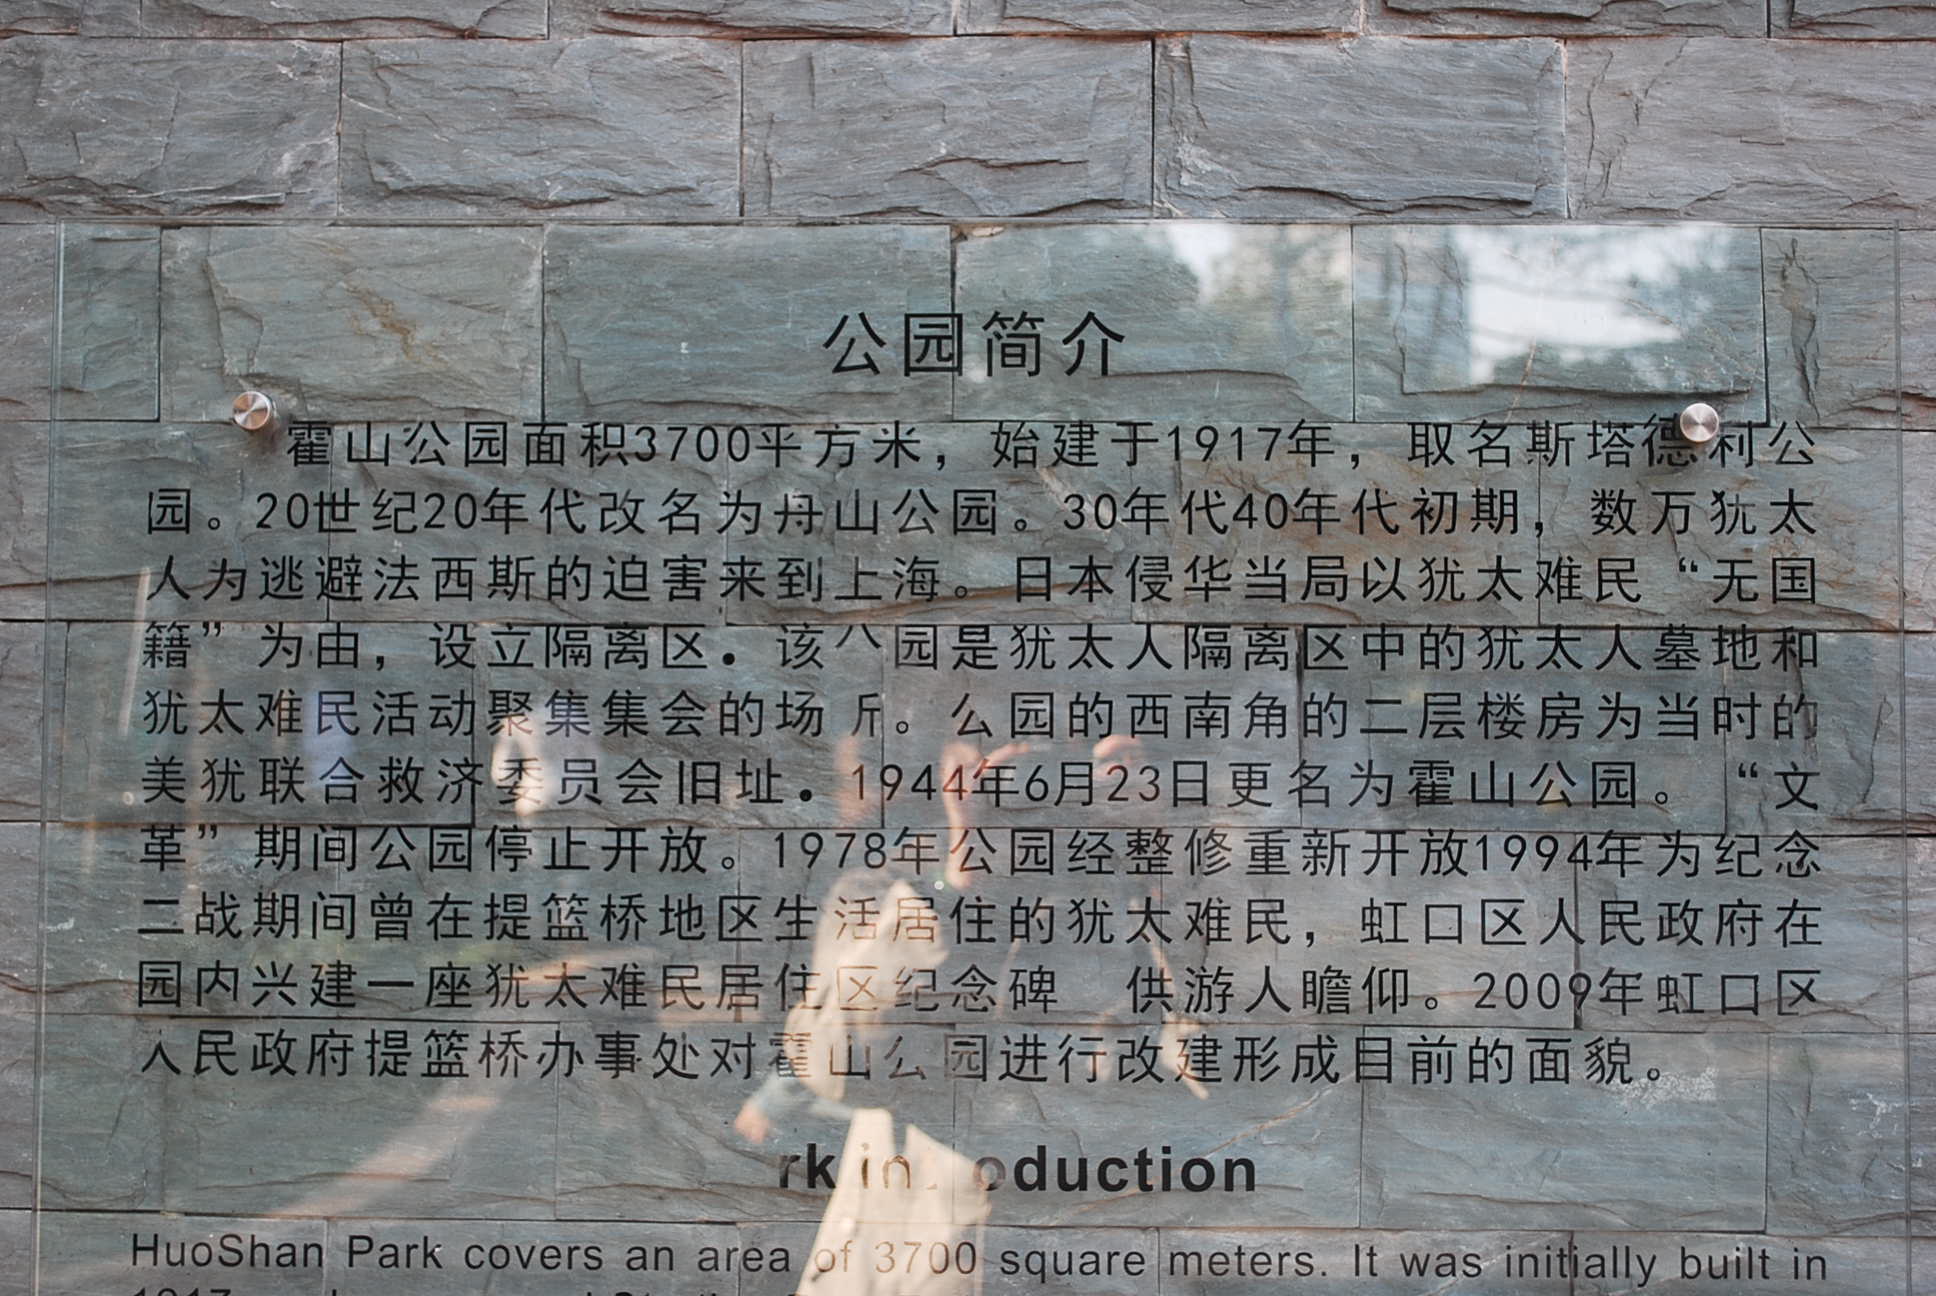 公园简介
霍山公园面积3700平方米，始建于1917年，取名斯塔德利公
园。20世纪20年代改名为舟山公园。30年代40年代初期，数万犹太
人为逃避法西斯的迫害来到上海。日本侵华当局以犹太难民“无国
籍”为由，设立隔离区.该公园是犹太人隔离区中的犹太人墓地和
犹太难民活动聚集集会的场所。公园的西南角的二层楼房为当时的
美犹联合救济委员会旧址.1944年6月23日更名为霍山公园。“文
革”期间公园停止开放。1978年公园经整修重新开放1994年为纪念
二战期间曾在提篮桥地区生活居住的犹太难民，虹口区人民政府在
园内兴建一座犹太难民居住区纪念碑 供游人瞻仰。2009年虹口区
人民政府提篮桥办事处对霍山公园进行改建形成目前的面貌。
rk introduction
HuoShan Park covers an area of 3700 square meters. It was initially built in